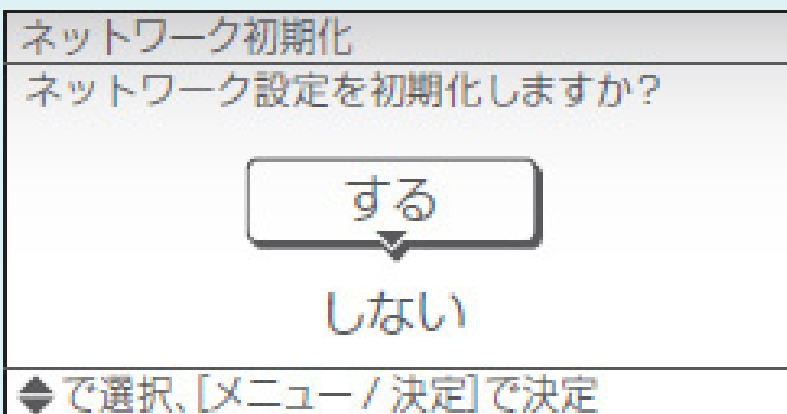 ネットワーク初期化
ネットワーク設定を初期化しますか?
する
しない
で選択、[メニュー / 決定]で決定